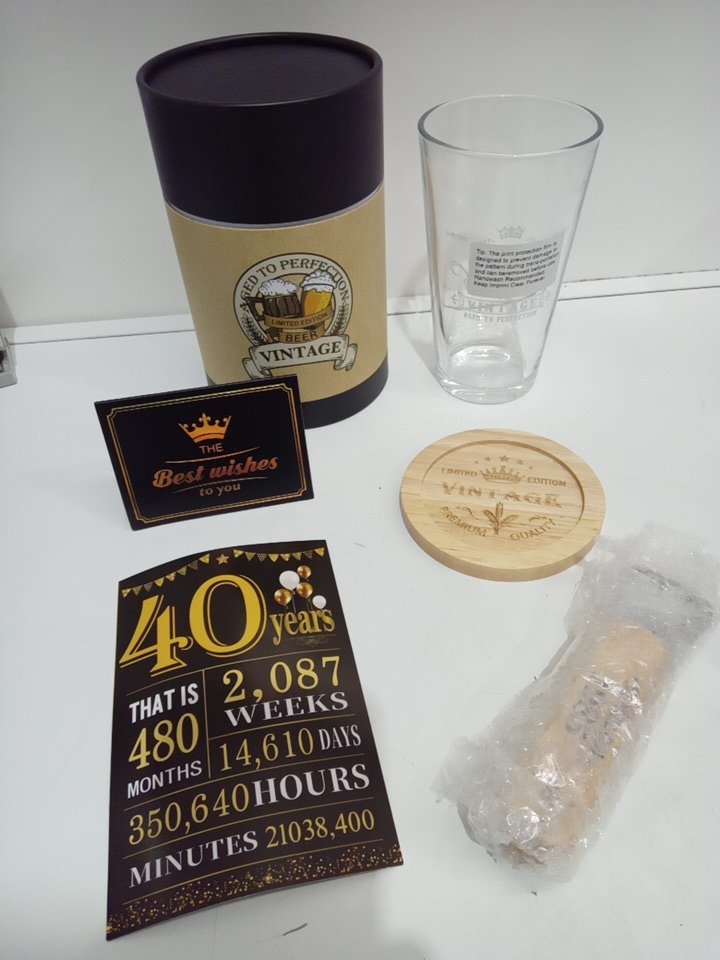 AGED TO PERFECTION
LIMITED EDITION
BEER
VINTAGE
LIMITED
Tip: The print protection film is
designed to prevent damage to
the pattern during transportation
and can beremoved before use.
Handwash Recommended,
Keep Imprint Clear Forever.
VINTAGE
AGED TO PERFECTION
THE
Best wishes
to you
LIMITED EDITION
VINTAGE
PREMIUM QUALITY
40 years
THAT IS
480
MONTHS
2,087
WEEKS
14,610 DAYS
350,640 HOURS
MINUTES 21038,400